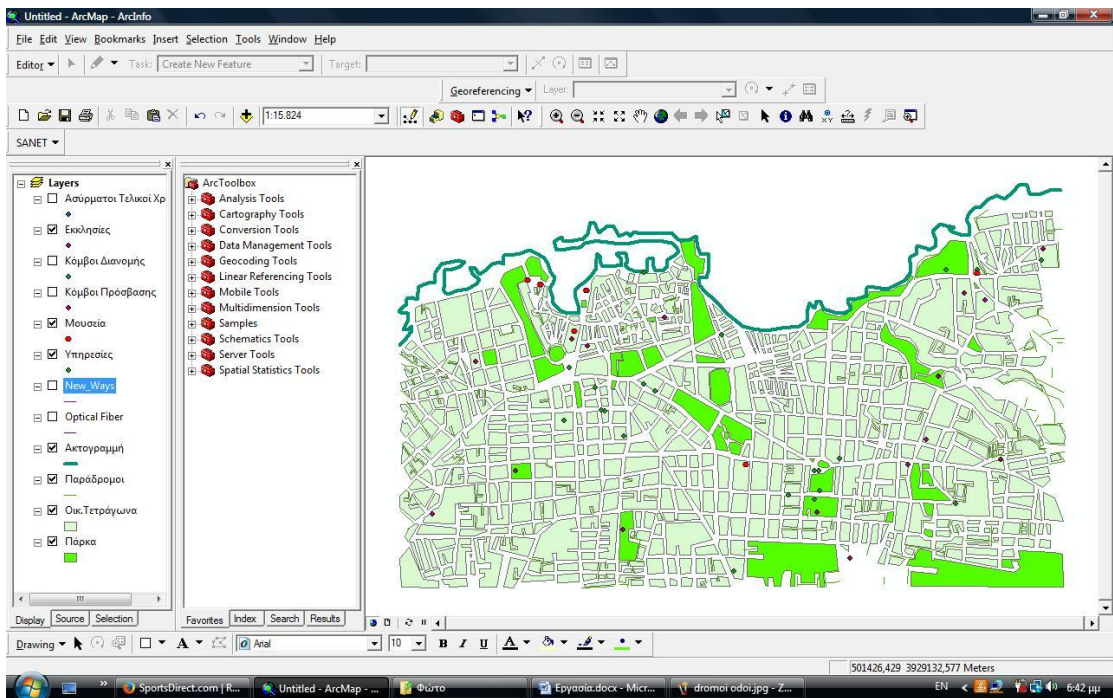 Untitled - ArcMap - ArcInfo
File Edit View Bookmarks Insert Selection Tools Window Help
Editor Task: Create New Feature Target:
Georeferencing Layer:
1:15.824
SANET
Layers
Ασύρματοι Τελικοί Χρ
Εκκλησίες
Κόμβοι Διανομής
Κόμβοι Πρόσβασης
Μουσεία
Υπηρεσίες
New_Ways
Optical Fiber
Ακτογραμμή
Παράδρομοι
Οικ.Τετράγωνα
Πάρκα
Display Source Selection
ArcToolbox
Analysis Tools
Cartography Tools
Conversion Tools
Data Management Tools
Geocoding Tools
Linear Referencing Tools
Mobile Tools
Multidimension Tools
Samples
Schematics Tools
Server Tools
Spatial Statistics Tools
Favorites Index Search Results
Drawing A Arial 10 B I U A
501426,429 3929132,577 Meters
SportsDirect.com | R... Untitled - ArcMap - ... Φώτο Εργασία.docx - Micr... dromoi odoi.jpg - Z... EN 6:42 μμ